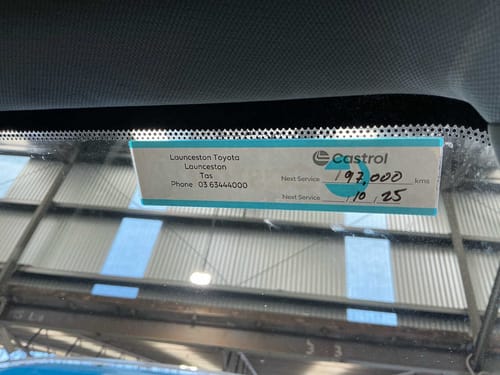 Launceston Toyota
Launceston
Tas
Phone 03.63444000
Castrol
Next Service 197,000 kms
Next Service 10 , 25